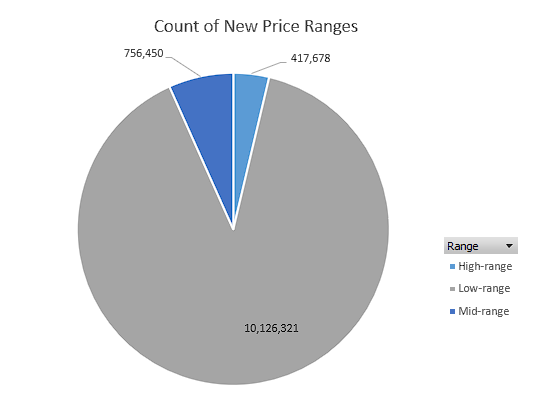 Count of New Price Ranges
756,450
417,678
10,126,321
Range
High-range
Low-range
Mid-range